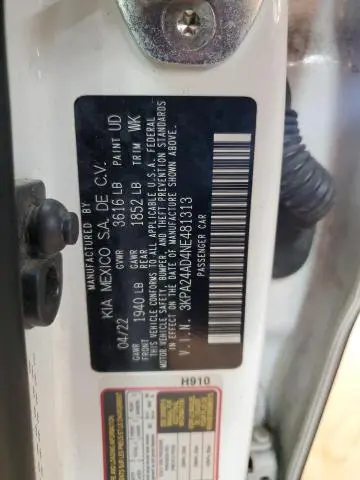 MANUFACTURED BY
KIA MEXICO S.A. DE C.V.
04/22 GVWR 3616 LB PAINT UD
GAWR FRONT 1940 LB GAWR REAR 1852 LB TRIM WK
THIS VEHICLE CONFORMS TO ALL APPLICABLE U.S.A. FEDERAL
MOTOR VEHICLE SAFETY, BUMPER, AND THEFT PREVENTION STANDARDS
IN EFFECT ON THE DATE OF MANUFACTURE SHOWN ABOVE.
V.I.N. 3KPA24AD4NE481313
PASSENGER CAR
H910